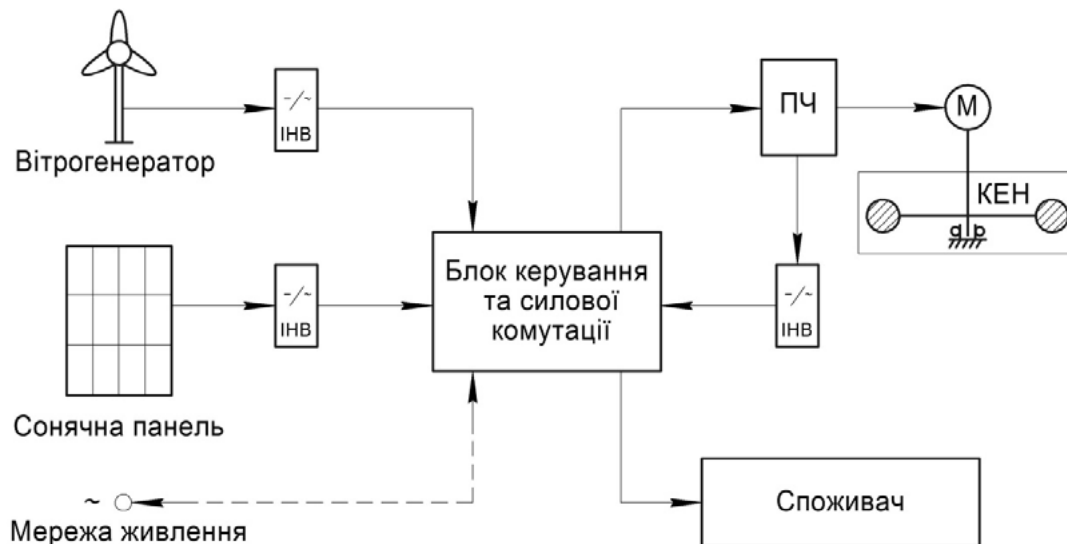 -/~
ІНВ
Вітрогенератор
ПЧ
М
КЕН
-/~
ІНВ
Блок керування
та силової
комутації
-/~
ІНВ
Сонячна панель
~
Мережа живлення
Споживач